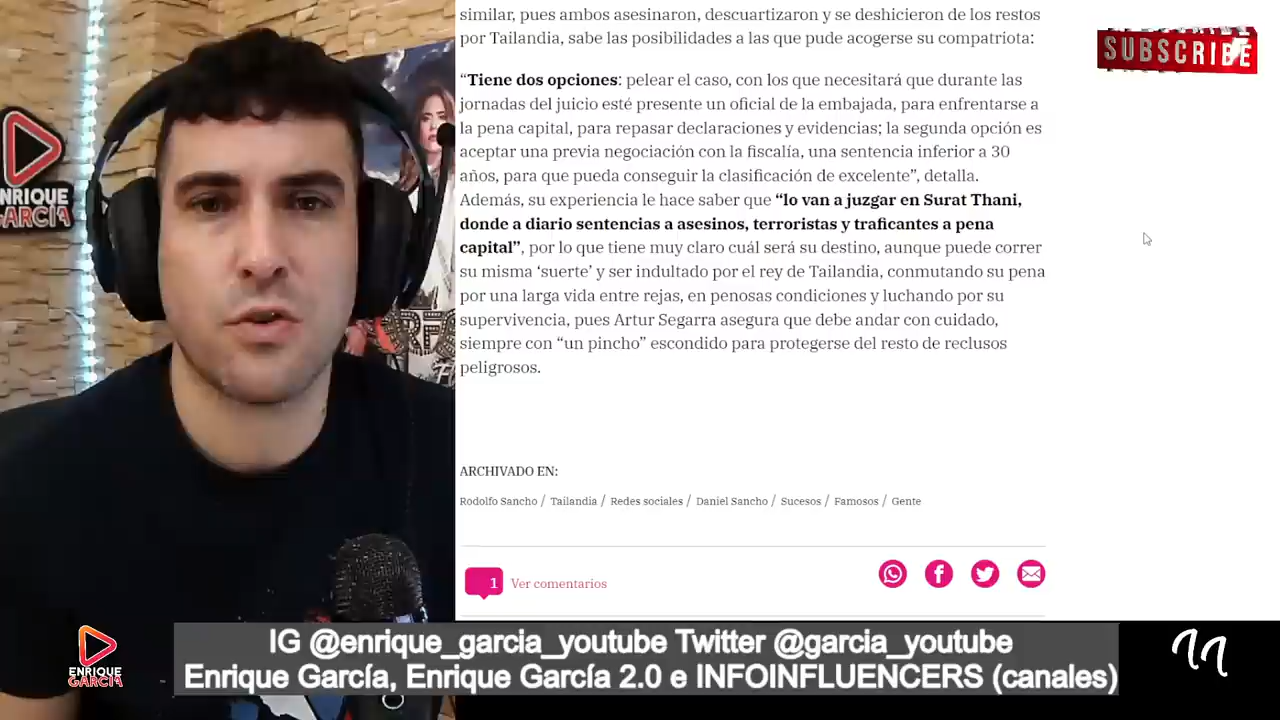 similar, pues ambos asesinaron, descuartizaron y se deshicieron de los restos
por Tailandia, sabe las posibilidades a las que pude acogerse su compatriota:
“Tiene dos opciones: pelear el caso, con los que necesitará que durante las
jornadas del juicio esté presente un oficial de la embajada, para enfrentarse a
la pena capital, para repasar declaraciones y evidencias; la segunda opción es
aceptar una previa negociación con la fiscalía, una sentencia inferior a 30
años, para que pueda conseguir la clasificación de excelente”, detalla.
Además, su experiencia le hace saber que “lo van a juzgar en Surat Thani,
donde a diario sentencias a asesinos, terroristas y traficantes a pena
capital”, por lo que tiene muy claro cuál será su destino, aunque puede correr
su misma ‘suerte’ y ser indultado por el rey de Tailandia, conmutando su pena
por una larga vida entre rejas, en penosas condiciones y luchando por su
supervivencia, pues Artur Segarra asegura que debe andar con cuidado,
siempre con “un pincho” escondido para protegerse del resto de reclusos
peligrosos.
ARCHIVADO EN:
Rodolfo Sancho / Tailandia / Redes sociales / Daniel Sancho / Sucesos / Famosos / Gente
1 Ver comentarios
SUBSCRIBE
NRIQUE
GARCÍA
ENRIQUE
GARCÍA
IG @enrique_garcia_youtube Twitter @garcia_youtube
Enrique García, Enrique García 2.0 e INFOINFLUENCERS (canales)